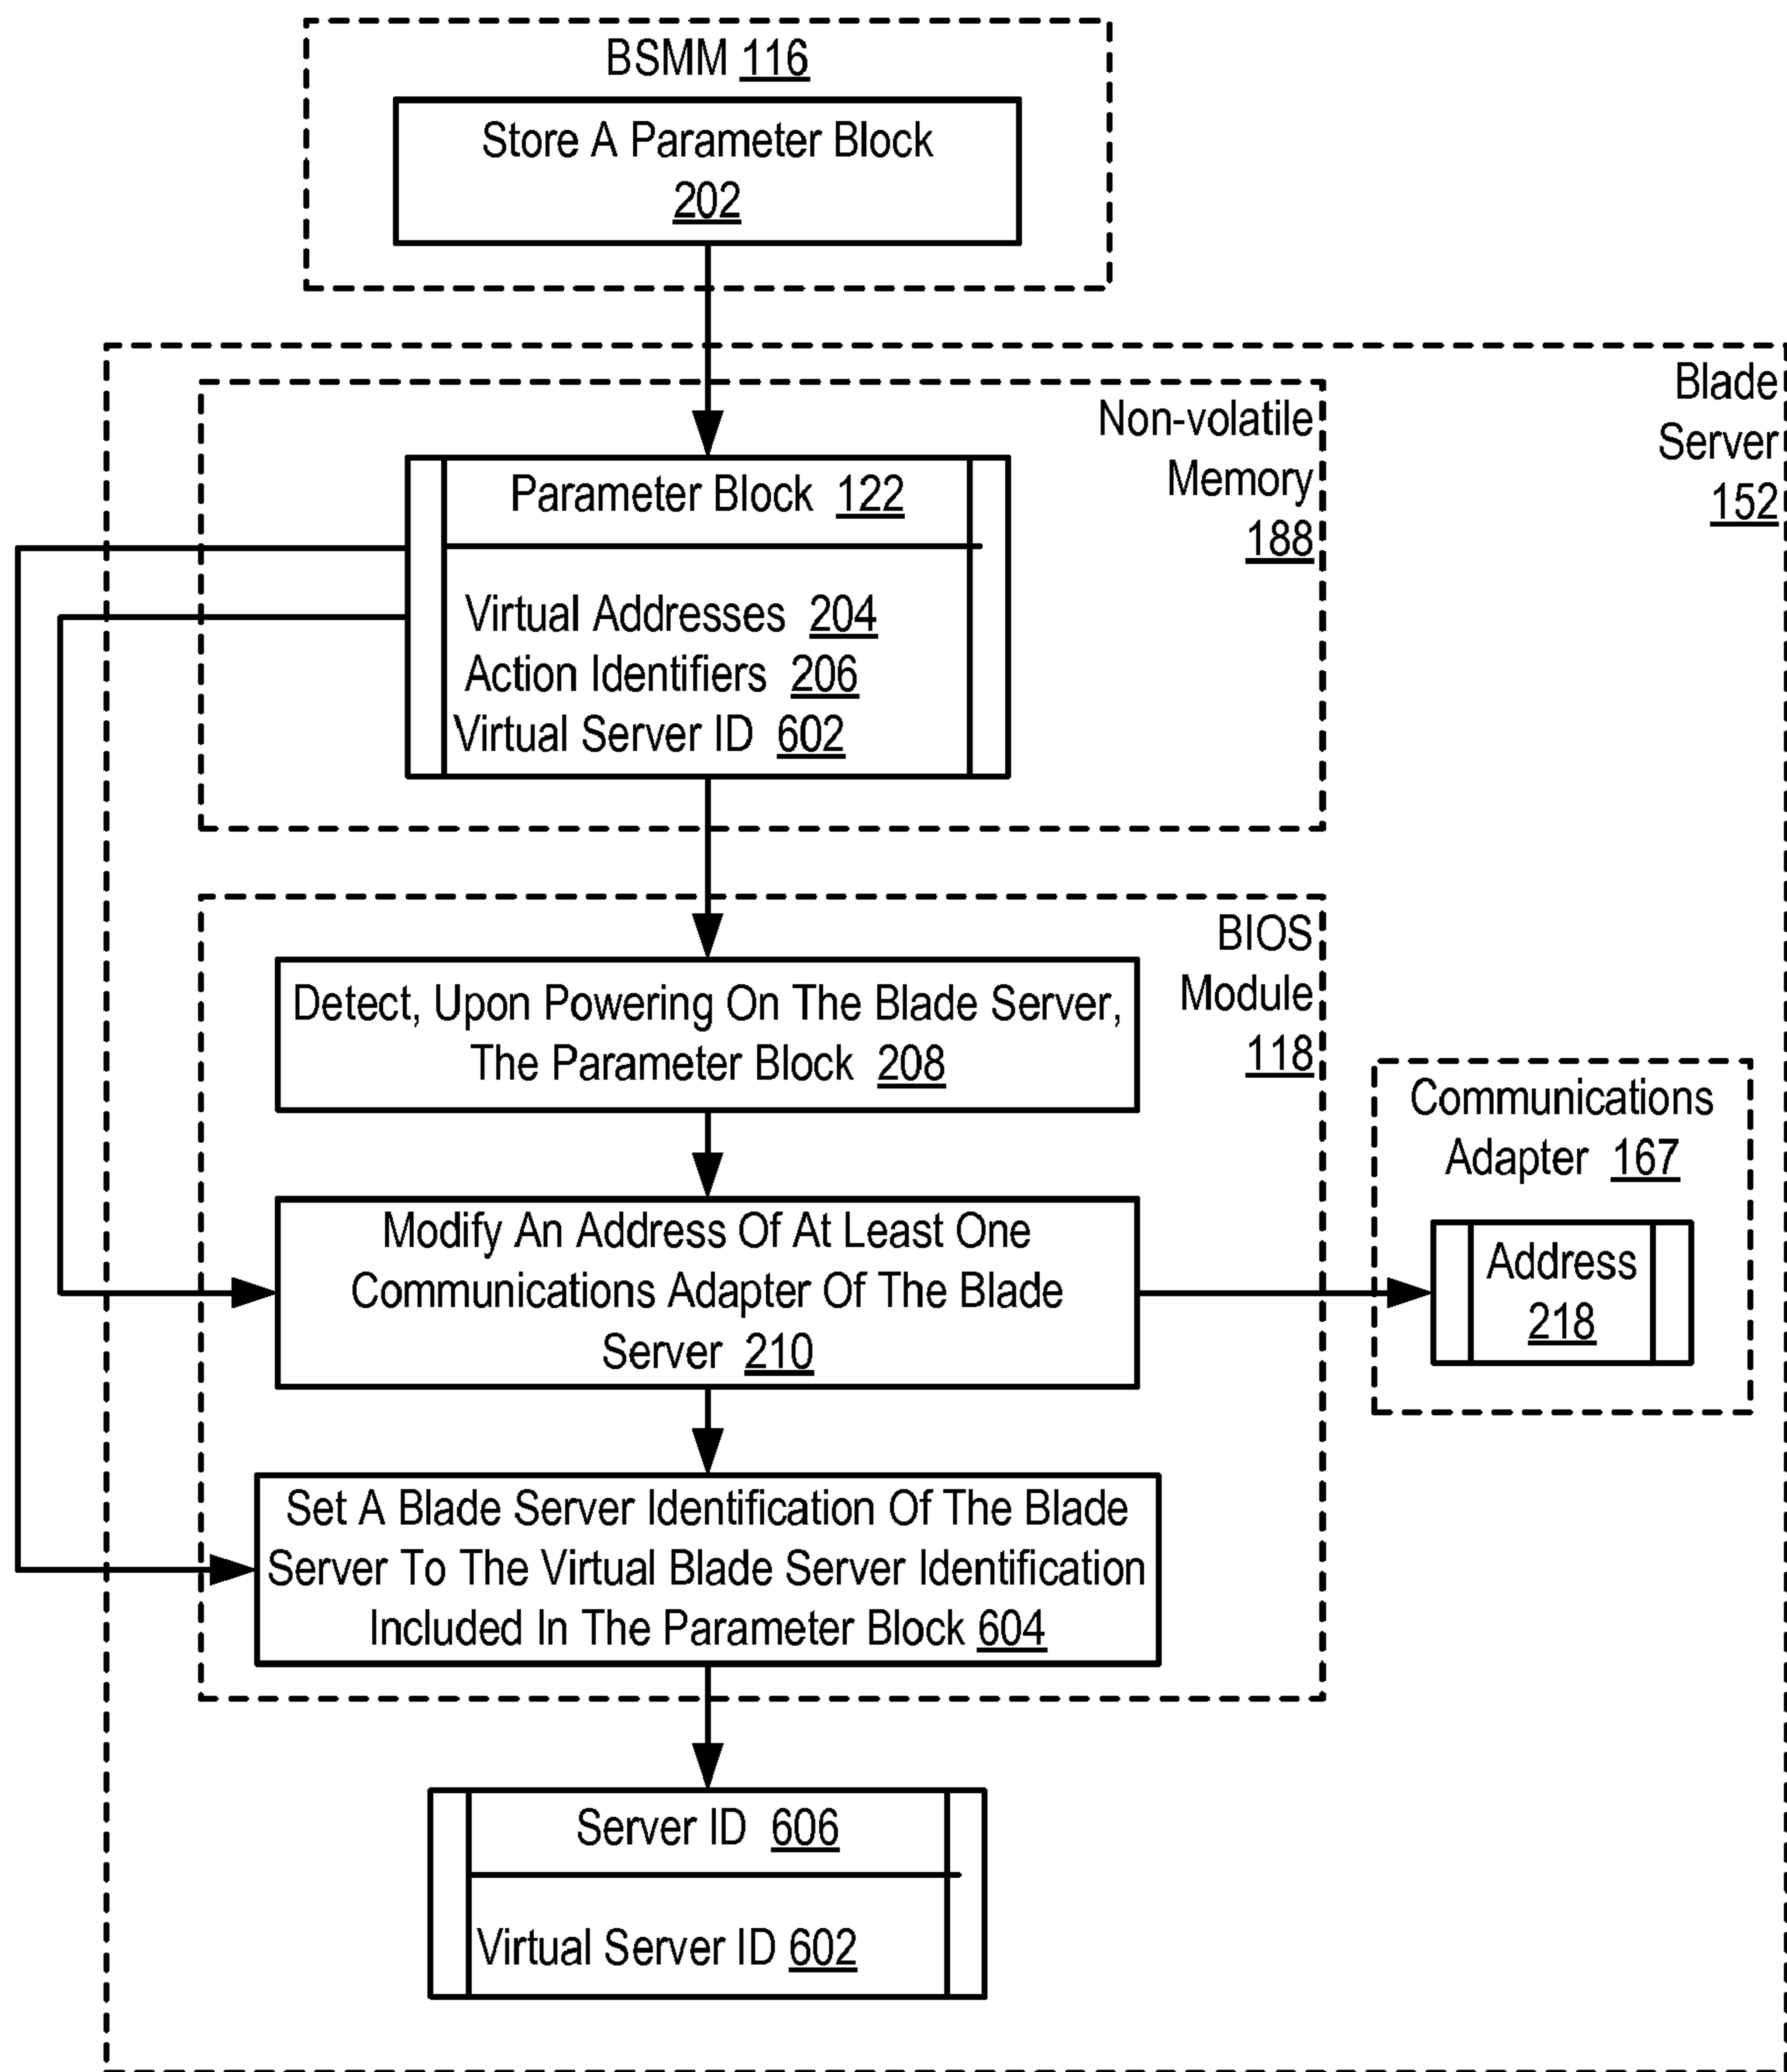 BSMM 116
Store A Parameter Block
202
Blade
Server
152
Non-volatile
Memory
188
Parameter Block 122
Virtual Addresses 204
Action Identifiers 206
Virtual Server ID 602
BIOS
Module
118
Detect, Upon Powering On The Blade Server,
The Parameter Block 208
Communications
Adapter 167
Address
218
Modify An Address Of At Least One
Communications Adapter Of The Blade
Server 210
Set A Blade Server Identification Of The Blade
Server To The Virtual Blade Server Identification
Included In The Parameter Block 604
Server ID 606
Virtual Server ID 602